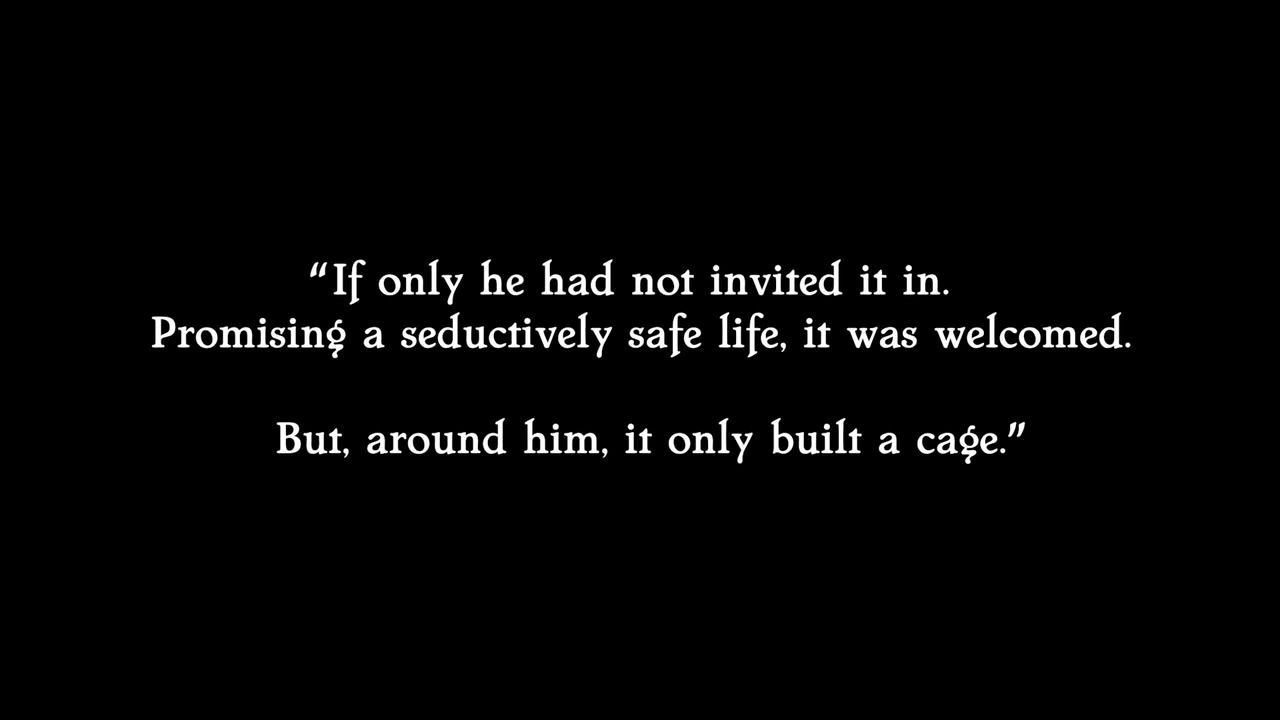 “If only he had not invited it in.
Promising a seductively safe life, it was welcomed.
But, around him, it only built a cage.”